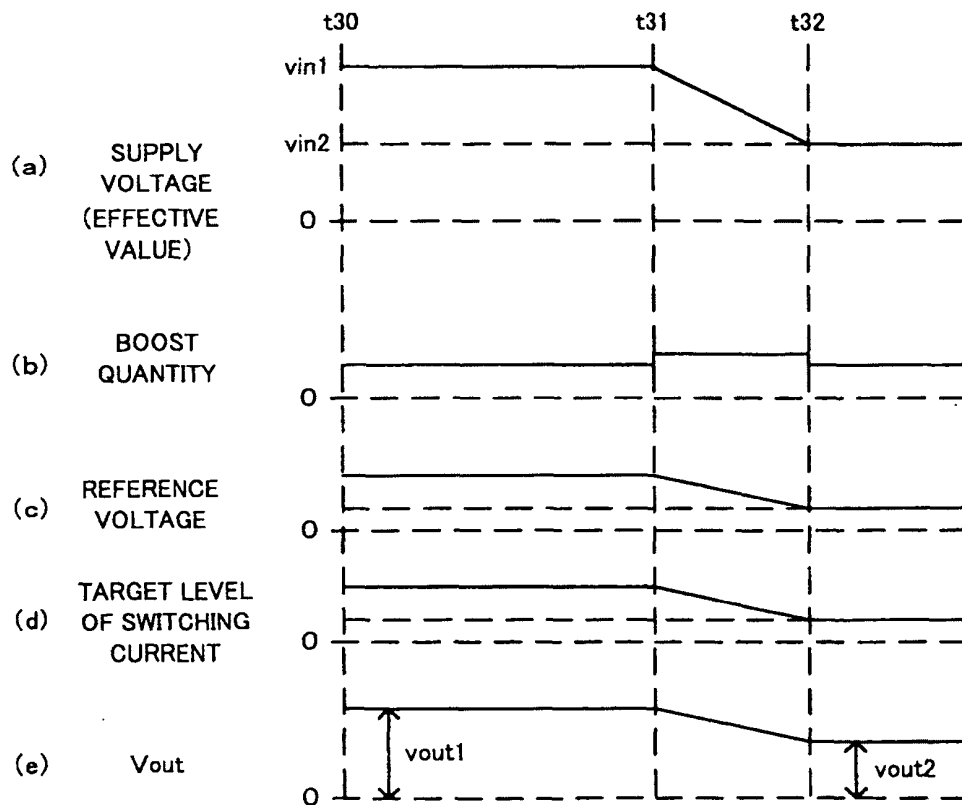 t30 t31 t32
vin1
vin2
(a) SUPPLY
VOLTAGE
(EFFECTIVE
VALUE)
0
(b) BOOST
QUANTITY
0
(c) REFERENCE
VOLTAGE
0
(d) TARGET LEVEL
OF SWITCHING
CURRENT
0
(e) Vout
vout1
vout2
0